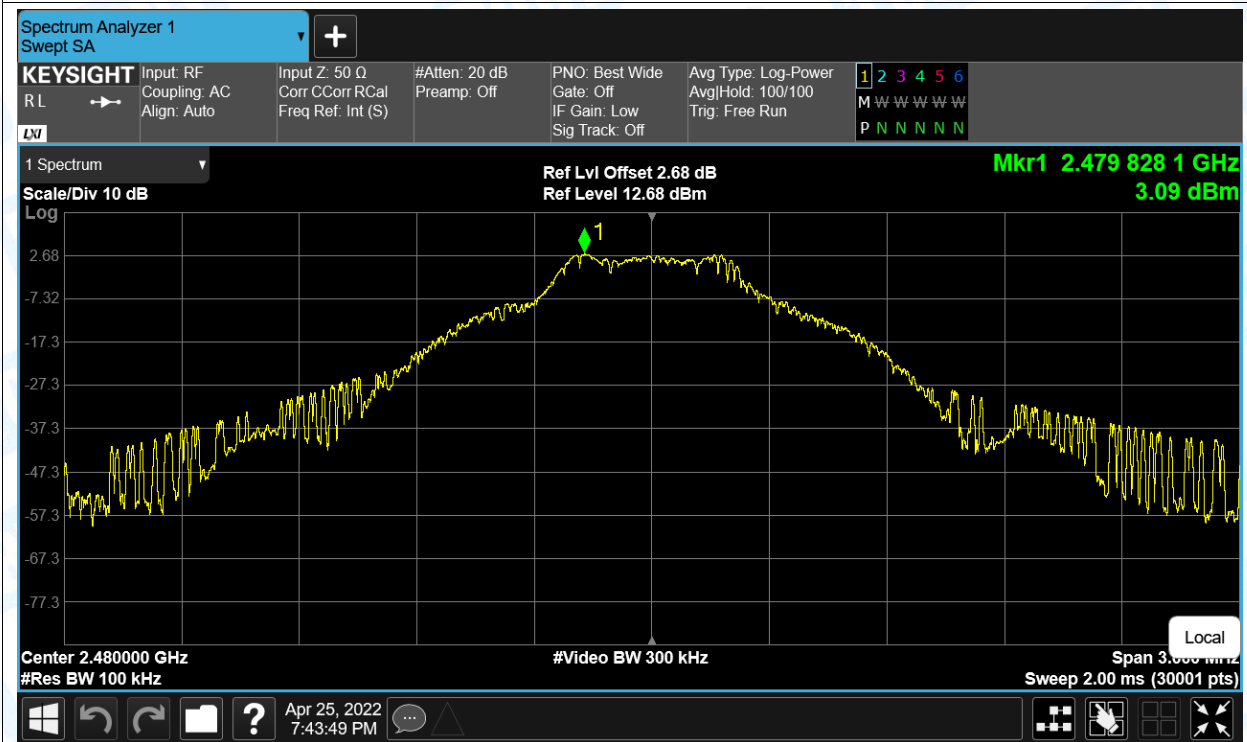 Spectrum Analyzer 1
Swept SA
+
KEYSIGHT
R L
LXI
Input: RF
Coupling: AC
Align: Auto
Input Z: 50 Ω
Corr CCorr RCal
Freq Ref: Int (S)
#Atten: 20 dB
Preamp: Off
PNO: Best Wide
Gate: Off
IF Gain: Low
Sig Track: Off
Avg Type: Log-Power
Avg|Hold: 100/100
Trig: Free Run
1 2 3 4 5 6
M W W W W W
P N N N N N
1 Spectrum
Scale/Div 10 dB
Log
Ref Lvl Offset 2.68 dB
Ref Level 12.68 dBm
Mkr1 2.479 828 1 GHz
3.09 dBm
1
2.68
-7.32
-17.3
-27.3
-37.3
-47.3
-57.3
-67.3
-77.3
Local
Center 2.480000 GHz
#Video BW 300 kHz
Span
#Res BW 100 kHz
Sweep 2.00 ms (30001 pts)
?
Apr 25, 2022
7:43:49 PM